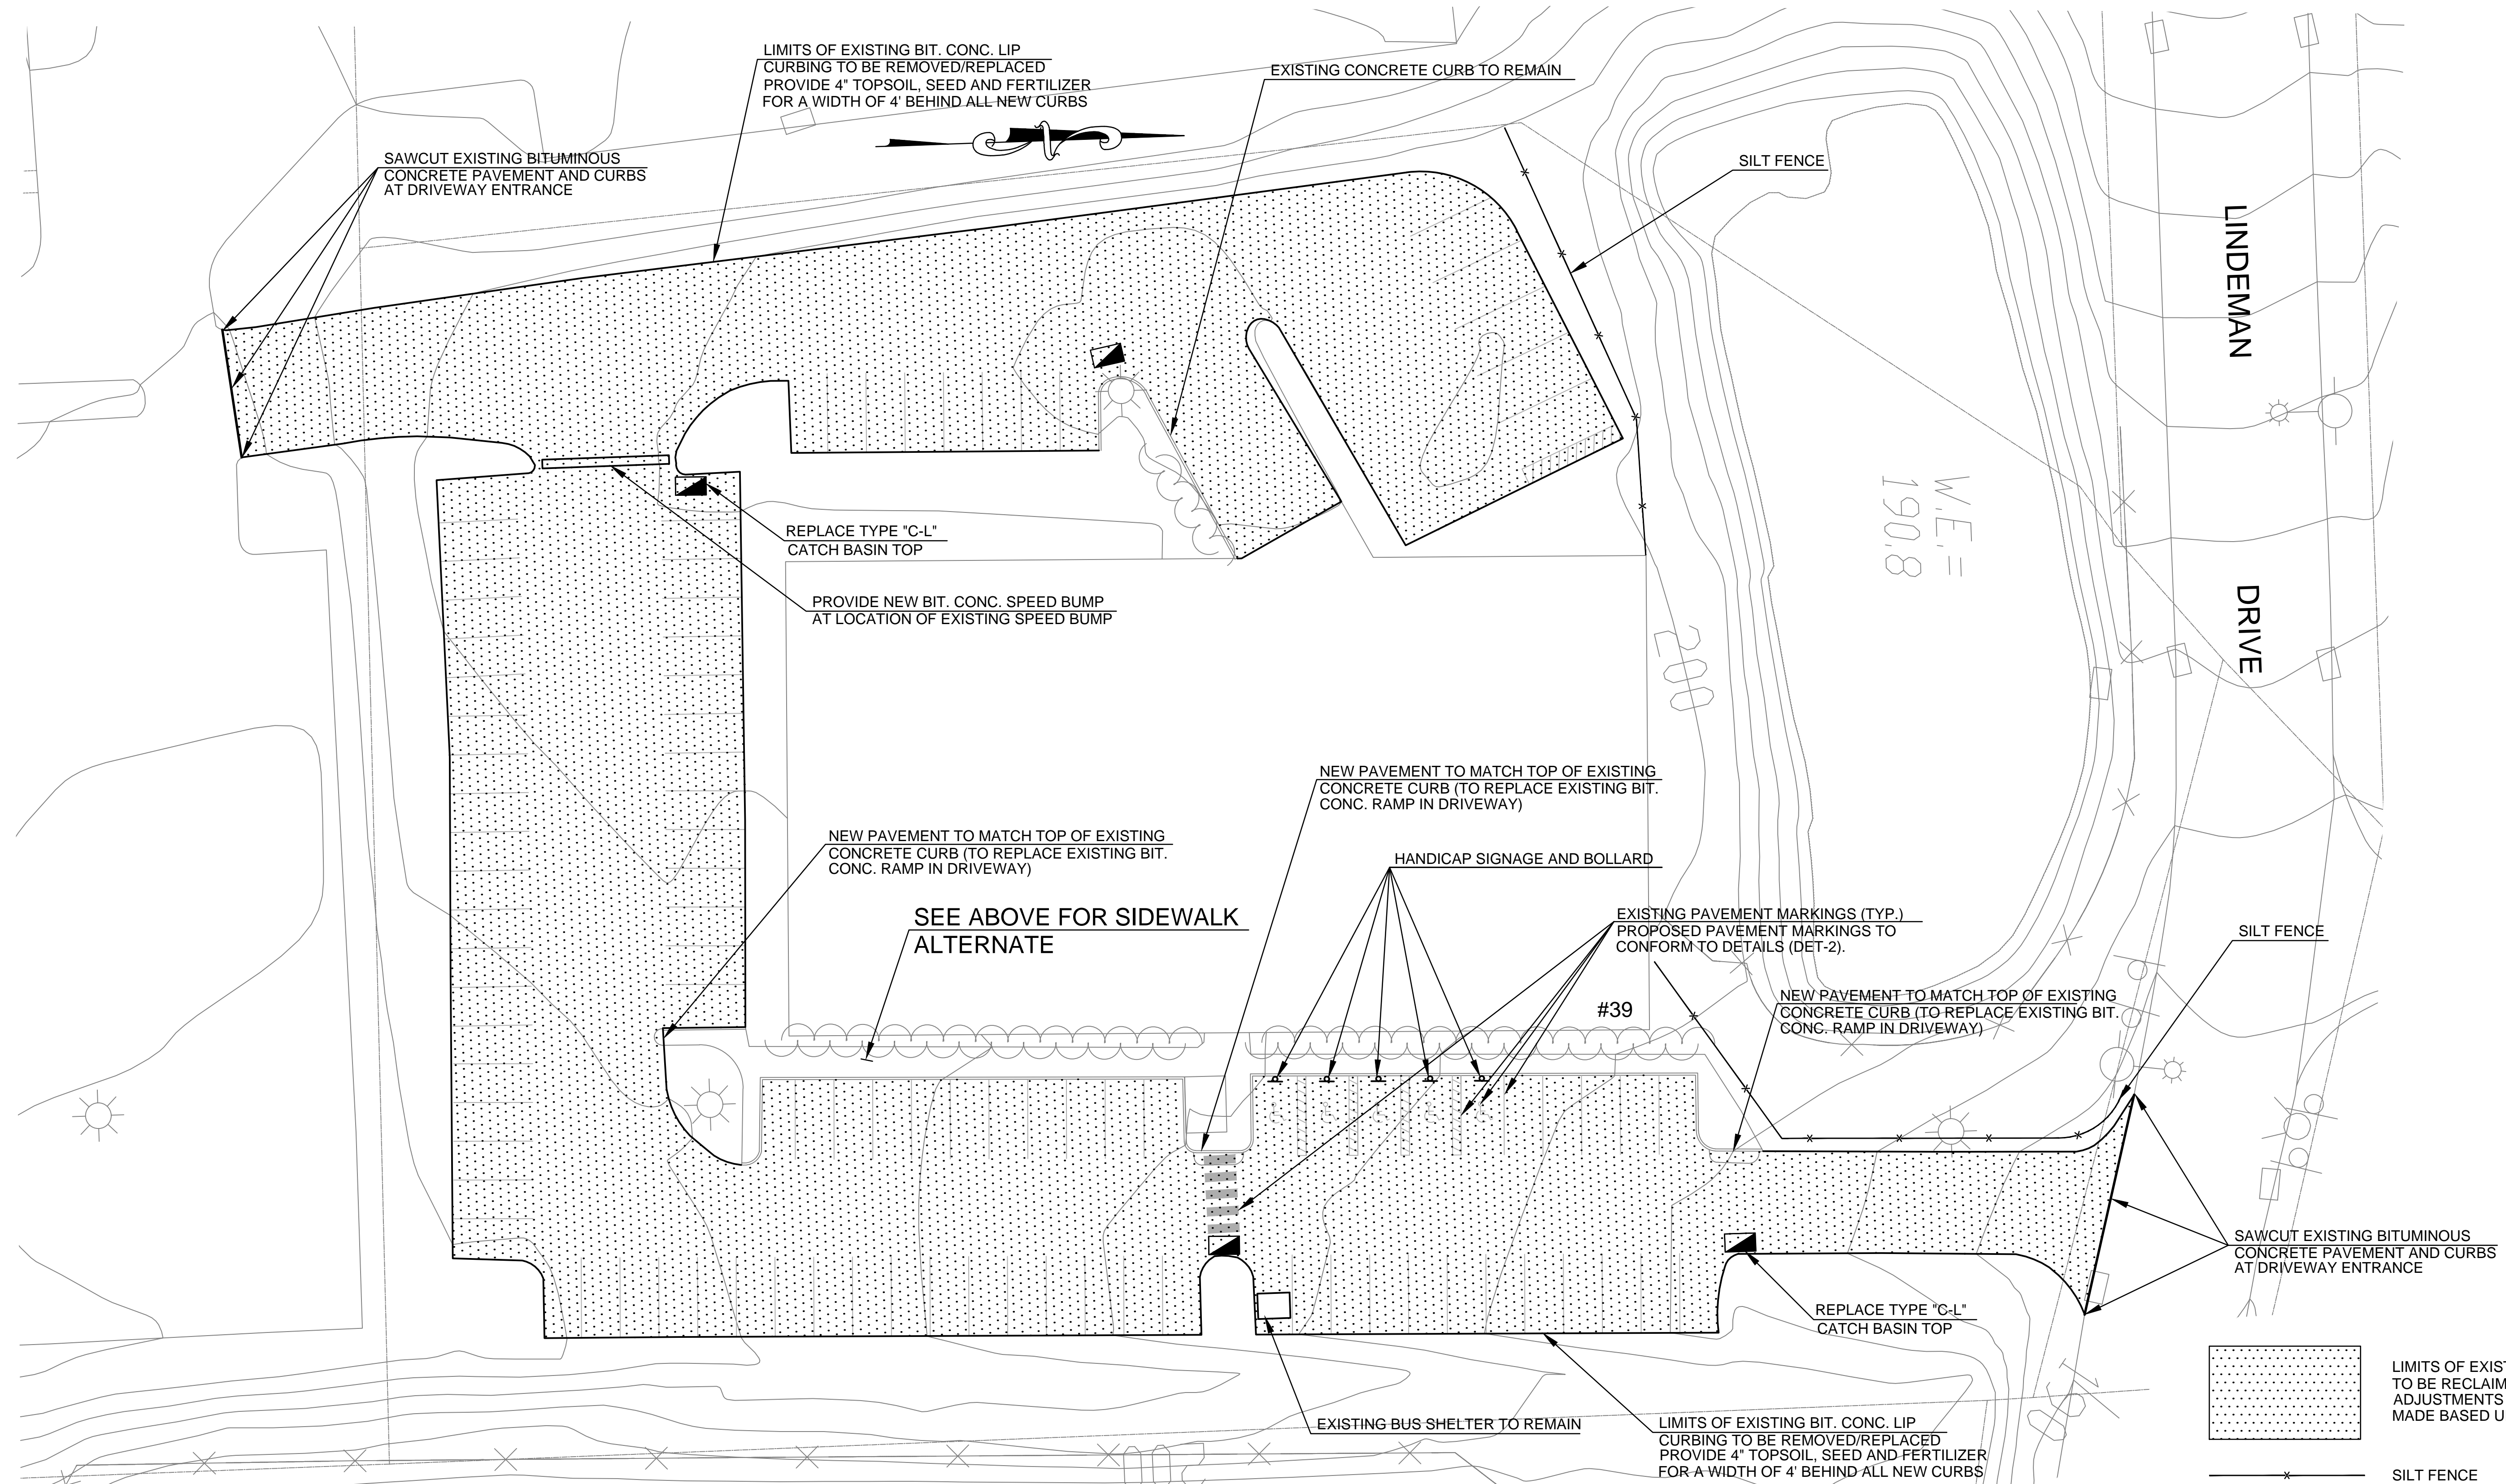 LIMITS OF EXISTING BIT. CONC. LIP
CURBING TO BE REMOVED/REPLACED
PROVIDE 4" TOPSOIL, SEED AND FERTILIZER
FOR A WIDTH OF 4' BEHIND ALL NEW CURBS
EXISTING CONCRETE CURB TO REMAIN
SAWCUT EXISTING BITUMINOUS
CONCRETE PAVEMENT AND CURBS
AT DRIVEWAY ENTRANCE
SILT FENCE
LINDEMAN
DRIVE
W.E.=
190.8
REPLACE TYPE "C-L"
CATCH BASIN TOP
PROVIDE NEW BIT. CONC. SPEED BUMP
AT LOCATION OF EXISTING SPEED BUMP
200
NEW PAVEMENT TO MATCH TOP OF EXISTING
CONCRETE CURB (TO REPLACE EXISTING BIT.
CONC. RAMP IN DRIVEWAY)
NEW PAVEMENT TO MATCH TOP OF EXISTING
CONCRETE CURB (TO REPLACE EXISTING BIT.
CONC. RAMP IN DRIVEWAY)
HANDICAP SIGNAGE AND BOLLARD
SEE ABOVE FOR SIDEWALK
ALTERNATE
EXISTING PAVEMENT MARKINGS (TYP.)
PROPOSED PAVEMENT MARKINGS TO
CONFORM TO DETAILS (DET-2).
SILT FENCE
#39
NEW PAVEMENT TO MATCH TOP OF EXISTING
CONCRETE CURB (TO REPLACE EXISTING BIT.
CONC. RAMP IN DRIVEWAY)
SAWCUT EXISTING BITUMINOUS
CONCRETE PAVEMENT AND CURBS
AT DRIVEWAY ENTRANCE
REPLACE TYPE "C-L"
CATCH BASIN TOP
EXISTING BUS SHELTER TO REMAIN
LIMITS OF EXISTING BIT. CONC. LIP
CURBING TO BE REMOVED/REPLACED
PROVIDE 4" TOPSOIL, SEED AND FERTILIZER
FOR A WIDTH OF 4' BEHIND ALL NEW CURBS
LIMITS OF EXIS
TO BE RECLAIM
ADJUSTMENTS
MADE BASED U
SILT FENCE